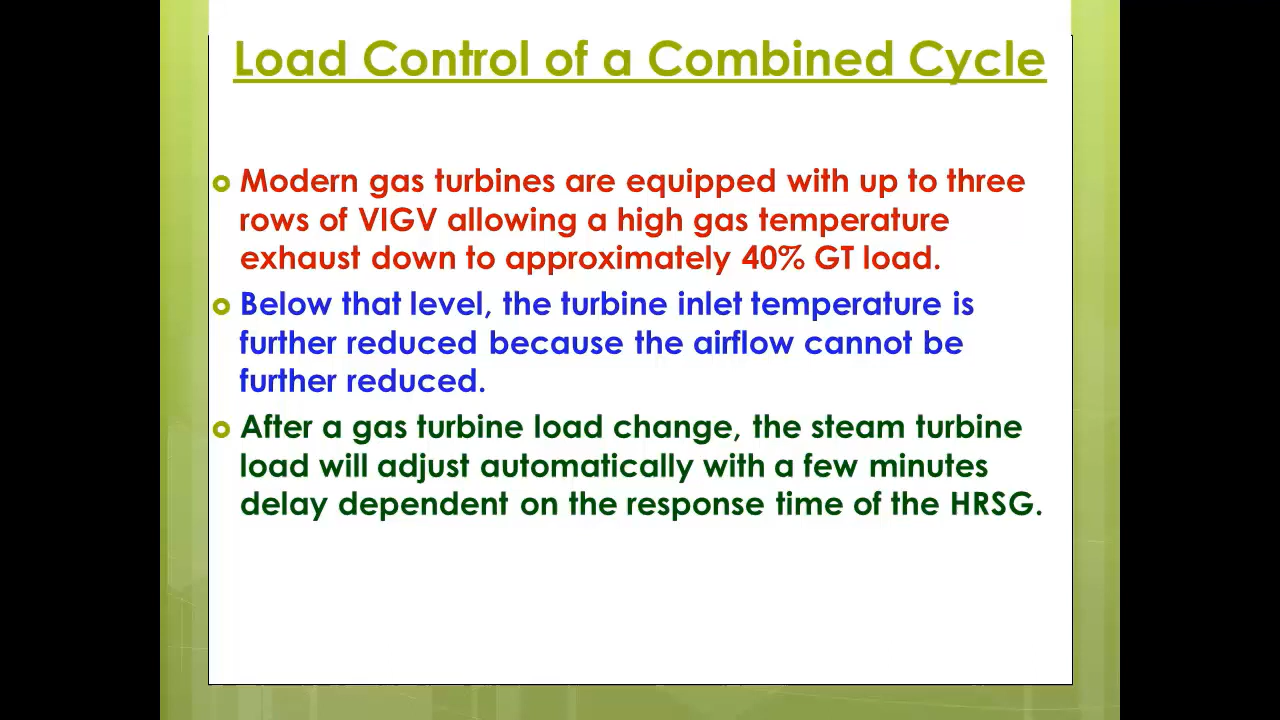 Load Control of a Combined Cycle
Modern gas turbines are equipped with up to three
rows of VIGV allowing a high gas temperature
exhaust down to approximately 40% GT load.
Below that level, the turbine inlet temperature is
further reduced because the airflow cannot be
further reduced.
After a gas turbine load change, the steam turbine
load will adjust automatically with a few minutes
delay dependent on the response time of the HRSG.